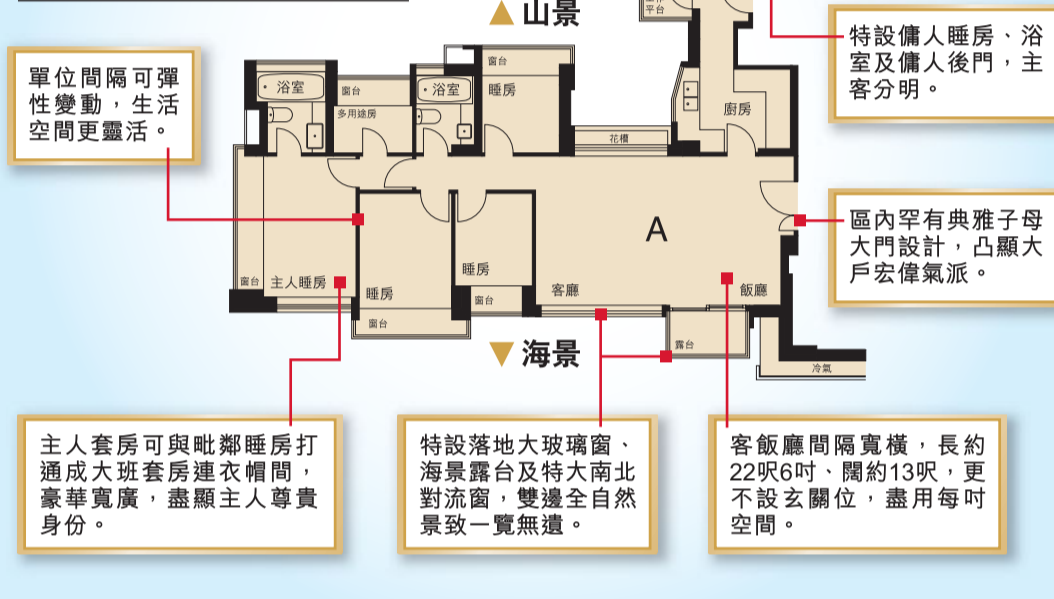 山景
工作
平台
特設傭人睡房、浴
室及傭人後門，主
客分明。
單位間隔可彈
性變動，生活
空間更靈活。
浴室
窗台
多用途房
浴室
窗台
睡房
花槽
廚房
A
區內罕有典雅子母
大門設計，凸顯大
戶宏偉氣派。
窗台
主人睡房
睡房
窗台
睡房
窗台
客廳
飯廳
露台
冷氣
海景
主人套房可與毗鄰睡房打
通成大班套房連衣帽間，
豪華寬廣，盡顯主人尊貴
身份。
特設落地大玻璃窗、
海景露台及特大南北
對流窗，雙邊全自然
景致一覽無遺。
客飯廳間隔寬橫，長約
22呎6吋、闊約13呎，更
不設玄關位，盡用每吋
空間。